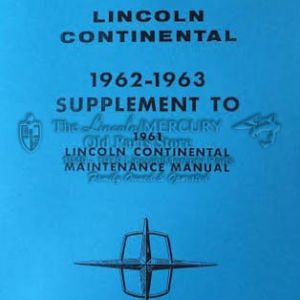 LINCOLN
CONTINENTAL
1962-1963
SUPPLEMENT TO
The Lincoln/MERCURY
Old Parts Store
1961
LINCOLN CONTINENTAL
MAINTENANCE MANUAL
Family Owned & Operated